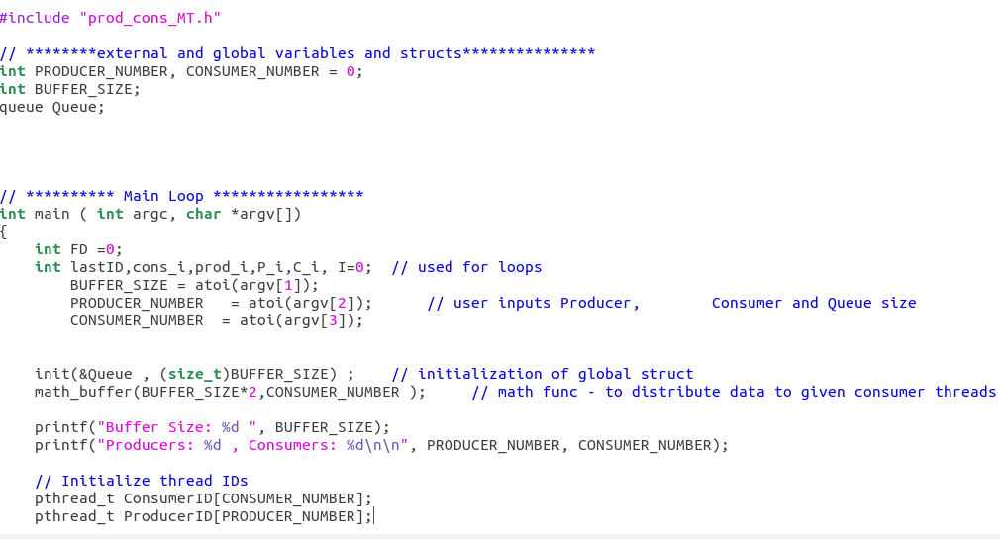 #include "prod_cons_MT.h"
// ********external and global variables and structs***************
int PRODUCER_NUMBER, CONSUMER_NUMBER = 0;
int BUFFER_SIZE;
queue Queue;
// ********** Main Loop *****************
int main ( int argc, char *argv[])
{
    int FD =0;
    int lastID,cons_i,prod_i,P_i,C_i, I=0;  // used for loops
        BUFFER_SIZE = atoi(argv[1]);
        PRODUCER_NUMBER   = atoi(argv[2]);      // user inputs Producer,        Consumer and Queue size
        CONSUMER_NUMBER  = atoi(argv[3]);
    init(&Queue , (size_t)BUFFER_SIZE) ;    // initialization of global struct
    math_buffer(BUFFER_SIZE*2,CONSUMER_NUMBER );     // math func - to distribute data to given consumer threads
    printf("Buffer Size: %d ", BUFFER_SIZE);
    printf("Producers: %d , Consumers: %d\n\n", PRODUCER_NUMBER, CONSUMER_NUMBER);
    // Initialize thread IDs
    pthread_t ConsumerID[CONSUMER_NUMBER];
    pthread_t ProducerID[PRODUCER_NUMBER];